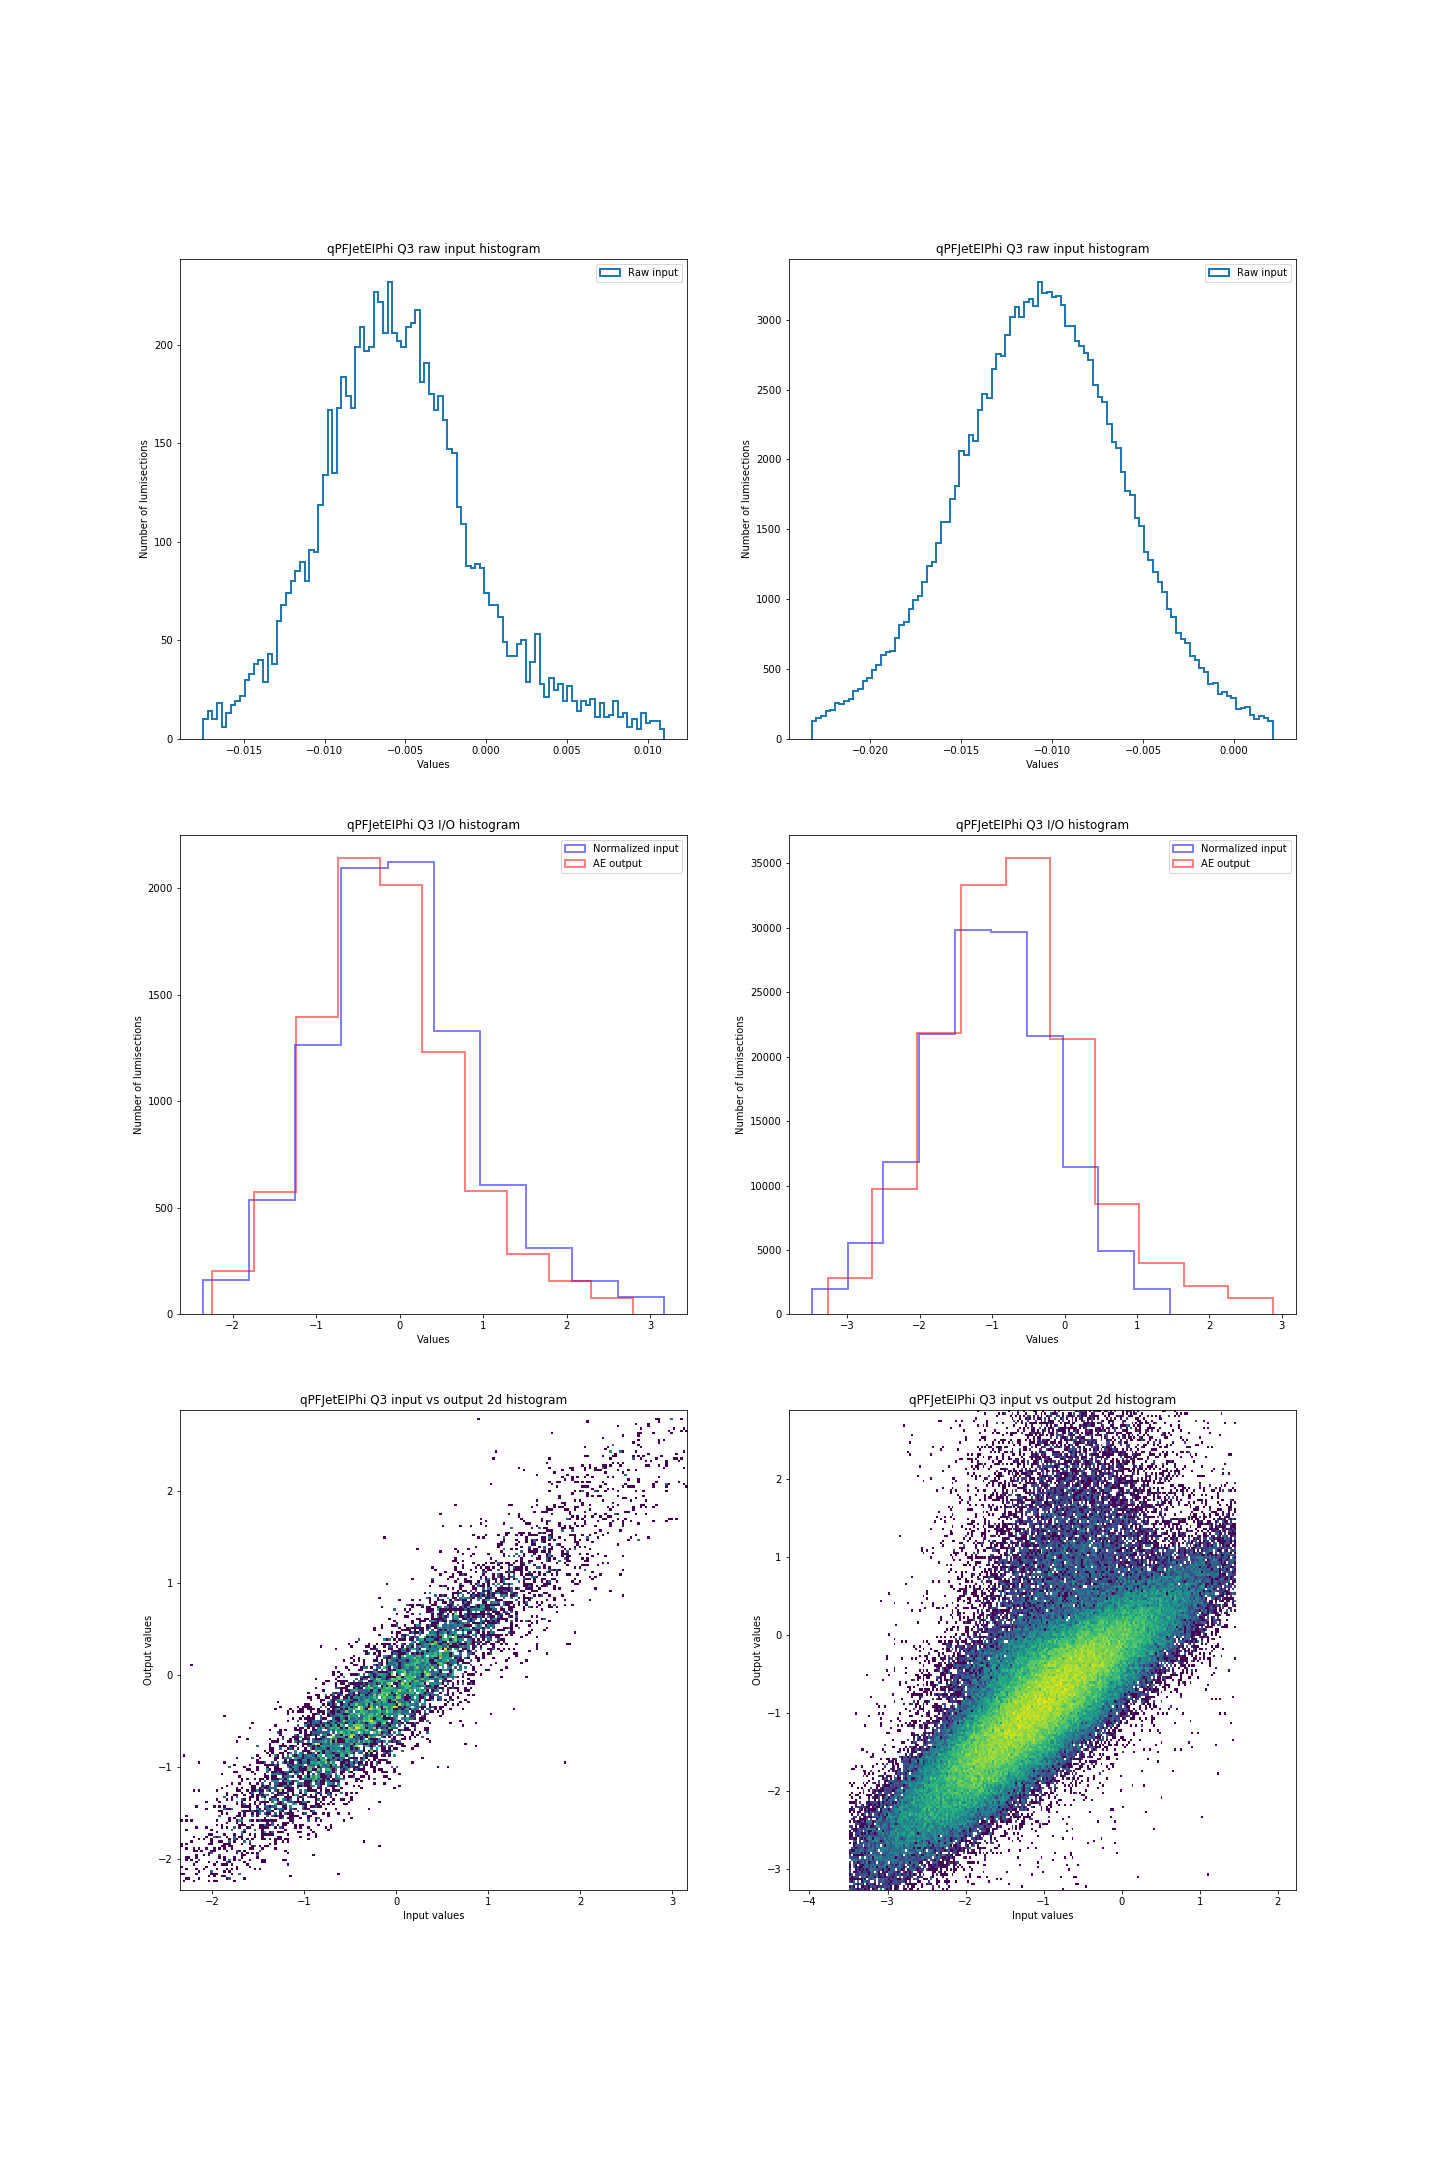 qPFJetEIPhi Q3 raw input histogram
Raw input
Number of lumisections
200
150
100
50
0
−0.015 −0.010 −0.005 0.000 0.005 0.010
Values
qPFJetEIPhi Q3 raw input histogram
Raw input
Number of lumisections
3000
2500
2000
1500
1000
500
0
−0.020 −0.015 −0.010 −0.005 0.000
Values
qPFJetEIPhi Q3 I/O histogram
Normalized input
AE output
Number of lumisections
2000
1500
1000
500
0
−2 −1 0 1 2 3
Values
qPFJetEIPhi Q3 I/O histogram
Normalized input
AE output
Number of lumisections
35000
30000
25000
20000
15000
10000
5000
0
−3 −2 −1 0 1 2 3
Values
qPFJetEIPhi Q3 input vs output 2d histogram
Output values
2
1
0
−1
−2
−2 −1 0 1 2 3
Input values
qPFJetEIPhi Q3 input vs output 2d histogram
Output values
2
1
0
−1
−2
−3
−4 −3 −2 −1 0 1 2
Input values